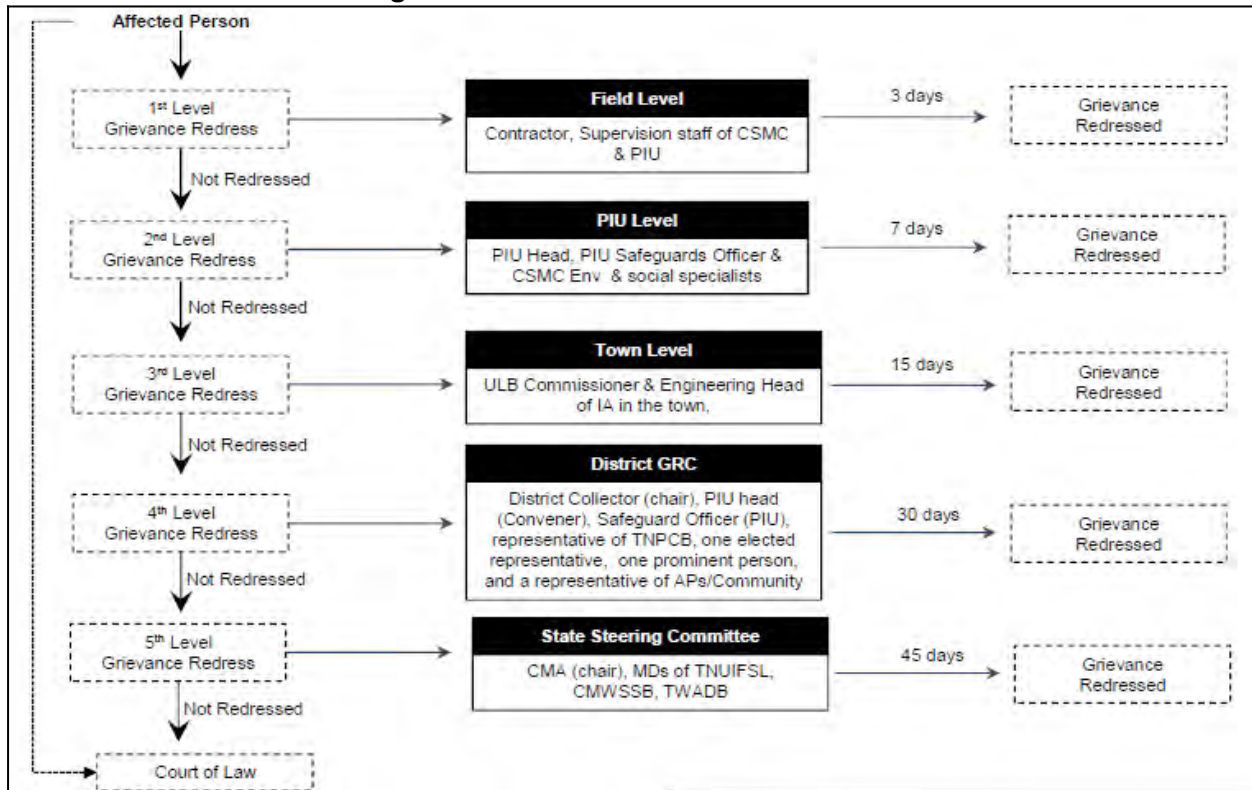 Affected Person
1st Level
Grievance Redress
Field Level
Contractor, Supervision staff of CSMC
& PIU
3 days
Grievance
Redressed
Not Redressed
2nd Level
Grievance Redress
PIU Level
PIU Head, PIU Safeguards Officer &
CSMC Env & social specialists
7 days
Grievance
Redressed
Not Redressed
3rd Level
Grievance Redress
Town Level
ULB Commissioner & Engineering Head
of IA in the town,
15 days
Grievance
Redressed
Not Redressed
4th Level
Grievance Redress
District GRC
District Collector (chair), PIU head
(Convener), Safeguard Officer (PIU),
representative of TNPCB, one elected
representative, one prominent person,
and a representative of APs/Community
30 days
Grievance
Redressed
Not Redressed
5th Level
Grievance Redress
State Steering Committee
CMA (chair), MDs of TNUIFSL,
CMWSSB, TWADB
45 days
Grievance
Redressed
Not Redressed
Court of Law